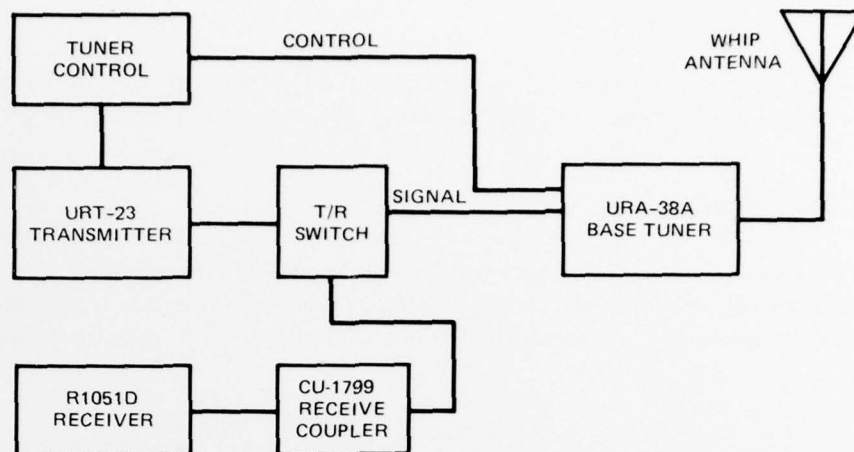 TUNER
CONTROL
CONTROL
WHIP
ANTENNA
URT-23
TRANSMITTER
T/R
SWITCH
SIGNAL
URA-38A
BASE TUNER
R1051D
RECEIVER
CU-1799
RECEIVE
COUPLER